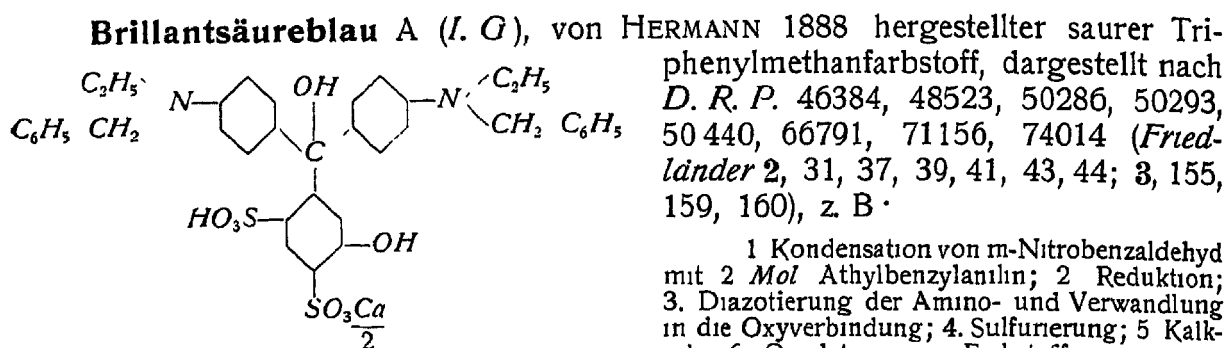 Brillantsäureblau A (I. G), von HERMANN 1888 hergestellter saurer Tri-
phenylmethanfarbstoff, dargestellt nach
D. R. P. 46384, 48523, 50286, 50293,
50440, 66791, 71156, 74014 (Fried-
länder 2, 31, 37, 39, 41, 43, 44; 3, 155,
159, 160), z. B ·
C2H5
N
OH
N
C2H5
C6H5 CH2
CH2 C6H5
C
HO3S
OH
SO3Ca
2
1 Kondensation von m-Nitrobenzaldehyd
mit 2 Mol Athylbenzylanilin; 2 Reduktion;
3. Diazotierung der Amino- und Verwandlung
in die Oxyverbindung; 4. Sulfurierung; 5 Kalk-